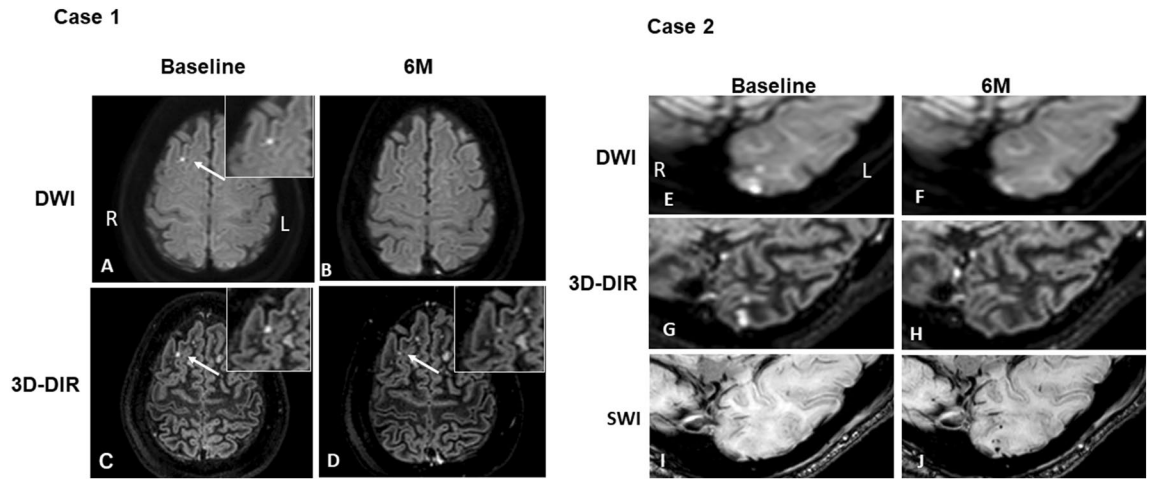 Case 1
Baseline 6M
DWI
R L
A B
3D-DIR
C D
Case 2
Baseline 6M
DWI
R L
E F
3D-DIR
G H
SWI
I J